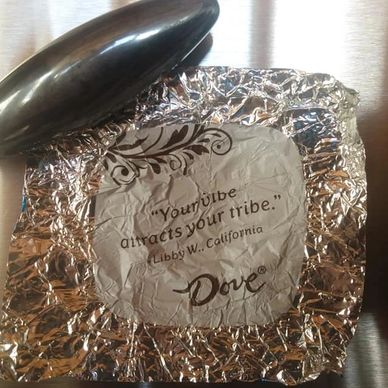 "Your vibe
attracts your tribe."
-Libby W., California
Dove®